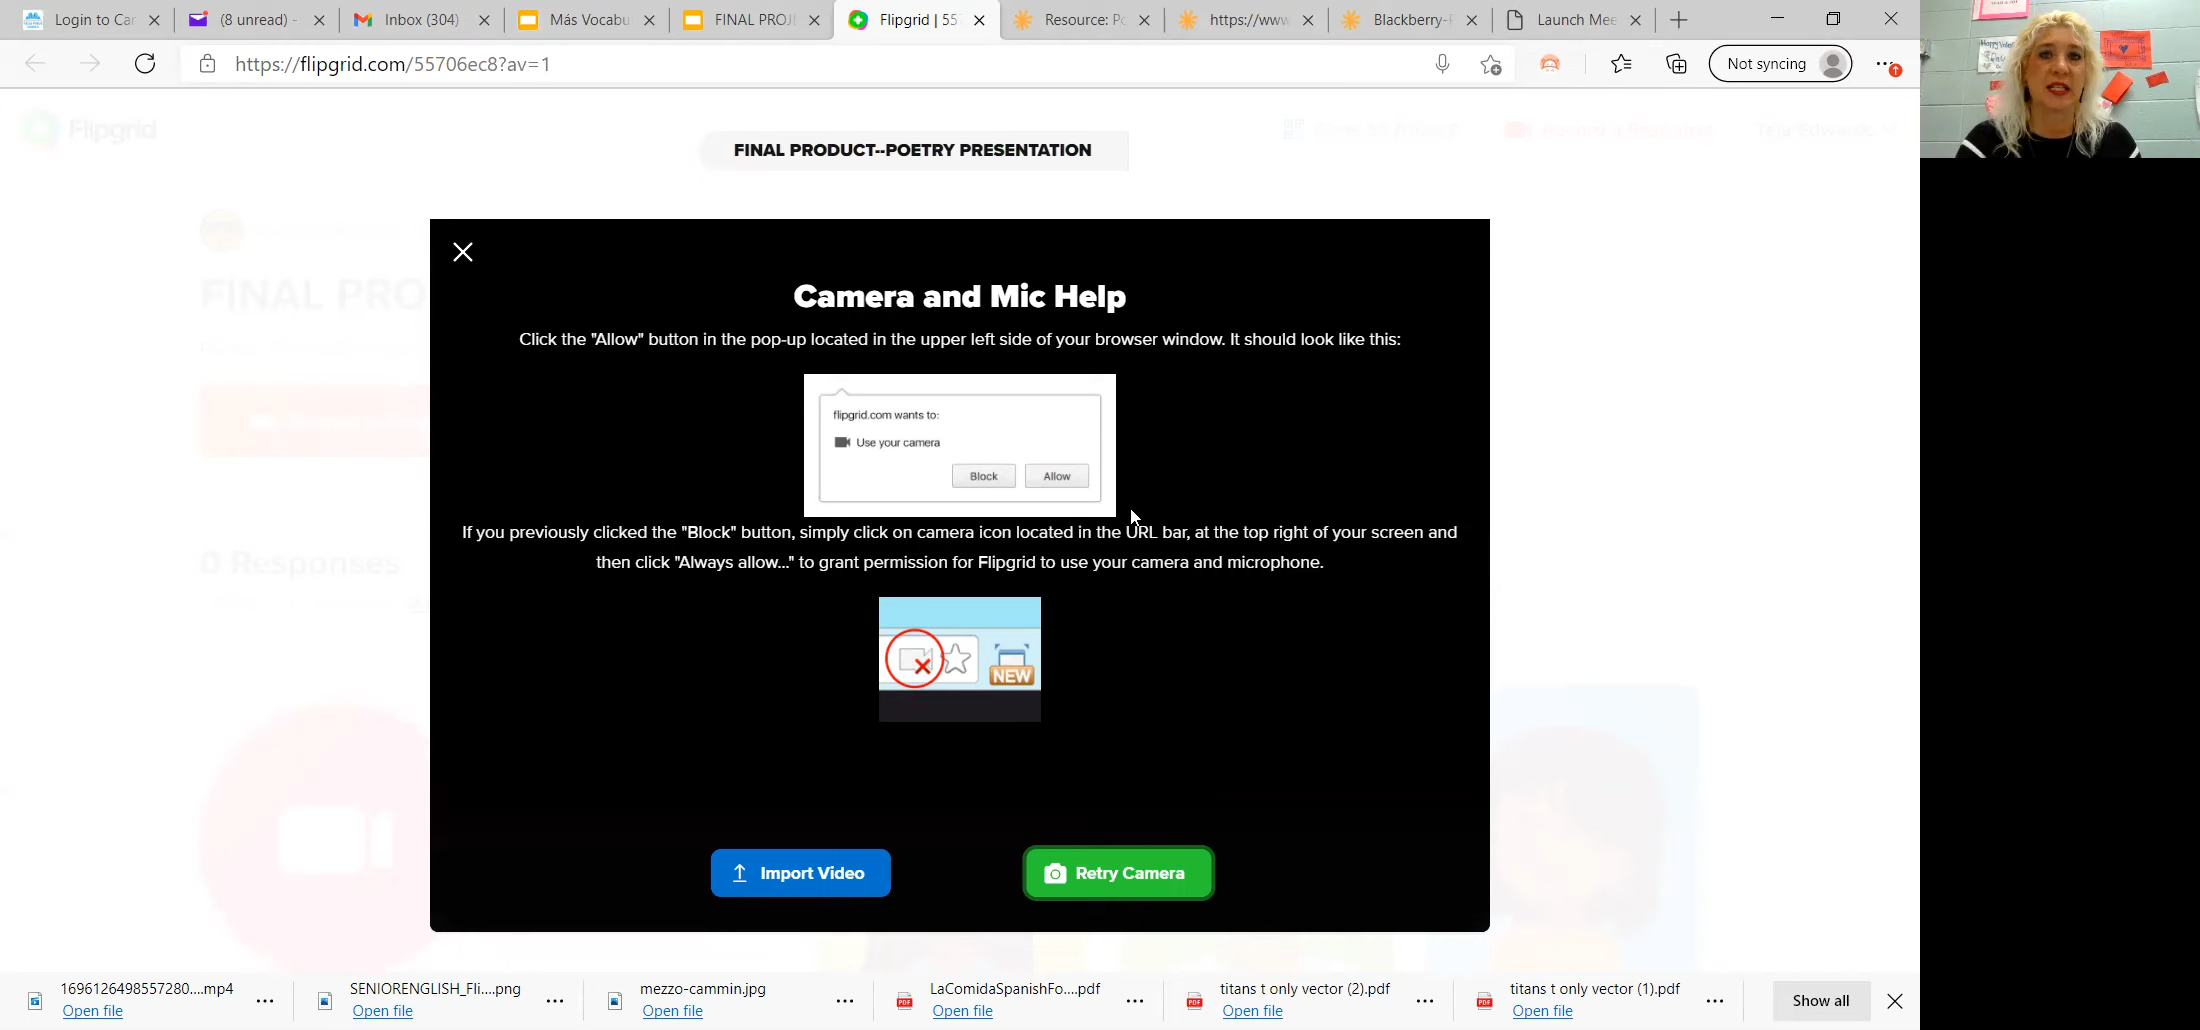 Login to Car
(8 unread) -
Inbox (304)
Más Vocabu
FINAL PROJ
Flipgrid | 557
Resource: Po
https://www
Blackberry-
Launch Mee
https://flipgrid.com/55706ec8?av=1
Not syncing
Flipgrid
FINAL PRODUCT--POETRY PRESENTATION
FINAL PRO
Camera and Mic Help
Click the "Allow" button in the pop-up located in the upper left side of your browser window. It should look like this:
flipgrid.com wants to:
Use your camera
Block
Allow
If you previously clicked the "Block" button, simply click on camera icon located in the URL bar, at the top right of your screen and
then click "Always allow..." to grant permission for Flipgrid to use your camera and microphone.
0 Responses
NEW
Import Video
Retry Camera
1696126498557280....mp4
Open file
SENIORENGLISH_Fli....png
Open file
mezzo-cammin.jpg
Open file
LaComidaSpanishFo....pdf
Open file
titans t only vector (2).pdf
Open file
titans t only vector (1).pdf
Open file
Show all